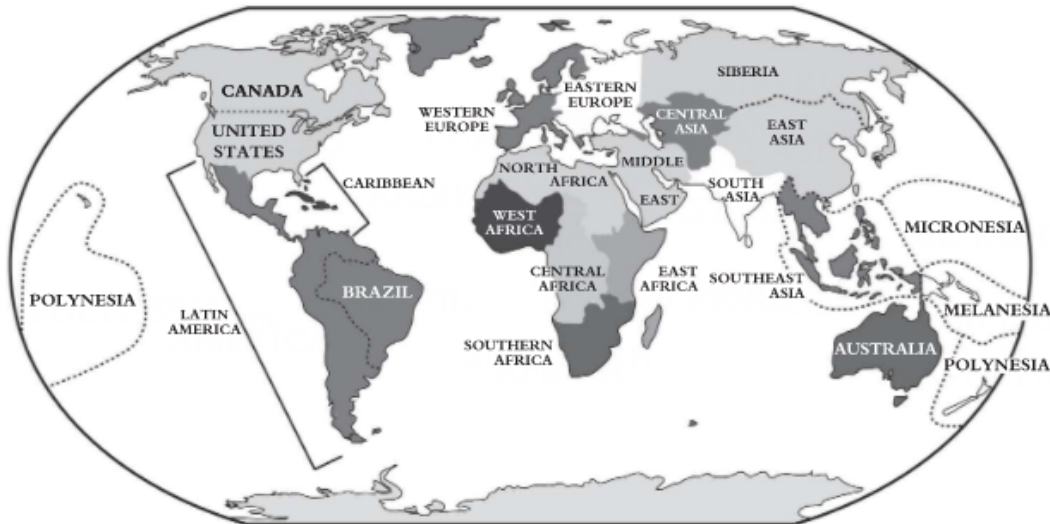 CANADA
UNITED
STATES
WESTERN
EUROPE
EASTERN
EUROPE
SIBERIA
CENTRAL
ASIA
EAST
ASIA
NORTH
AFRICA
MIDDLE
EAST
SOUTH
ASIA
CARIBBEAN
WEST
AFRICA
MICRONESIA
POLYNESIA
LATIN
AMERICA
BRAZIL
CENTRAL
AFRICA
EAST
AFRICA
SOUTHEAST
ASIA
MELANESIA
SOUTHERN
AFRICA
AUSTRALIA
POLYNESIA